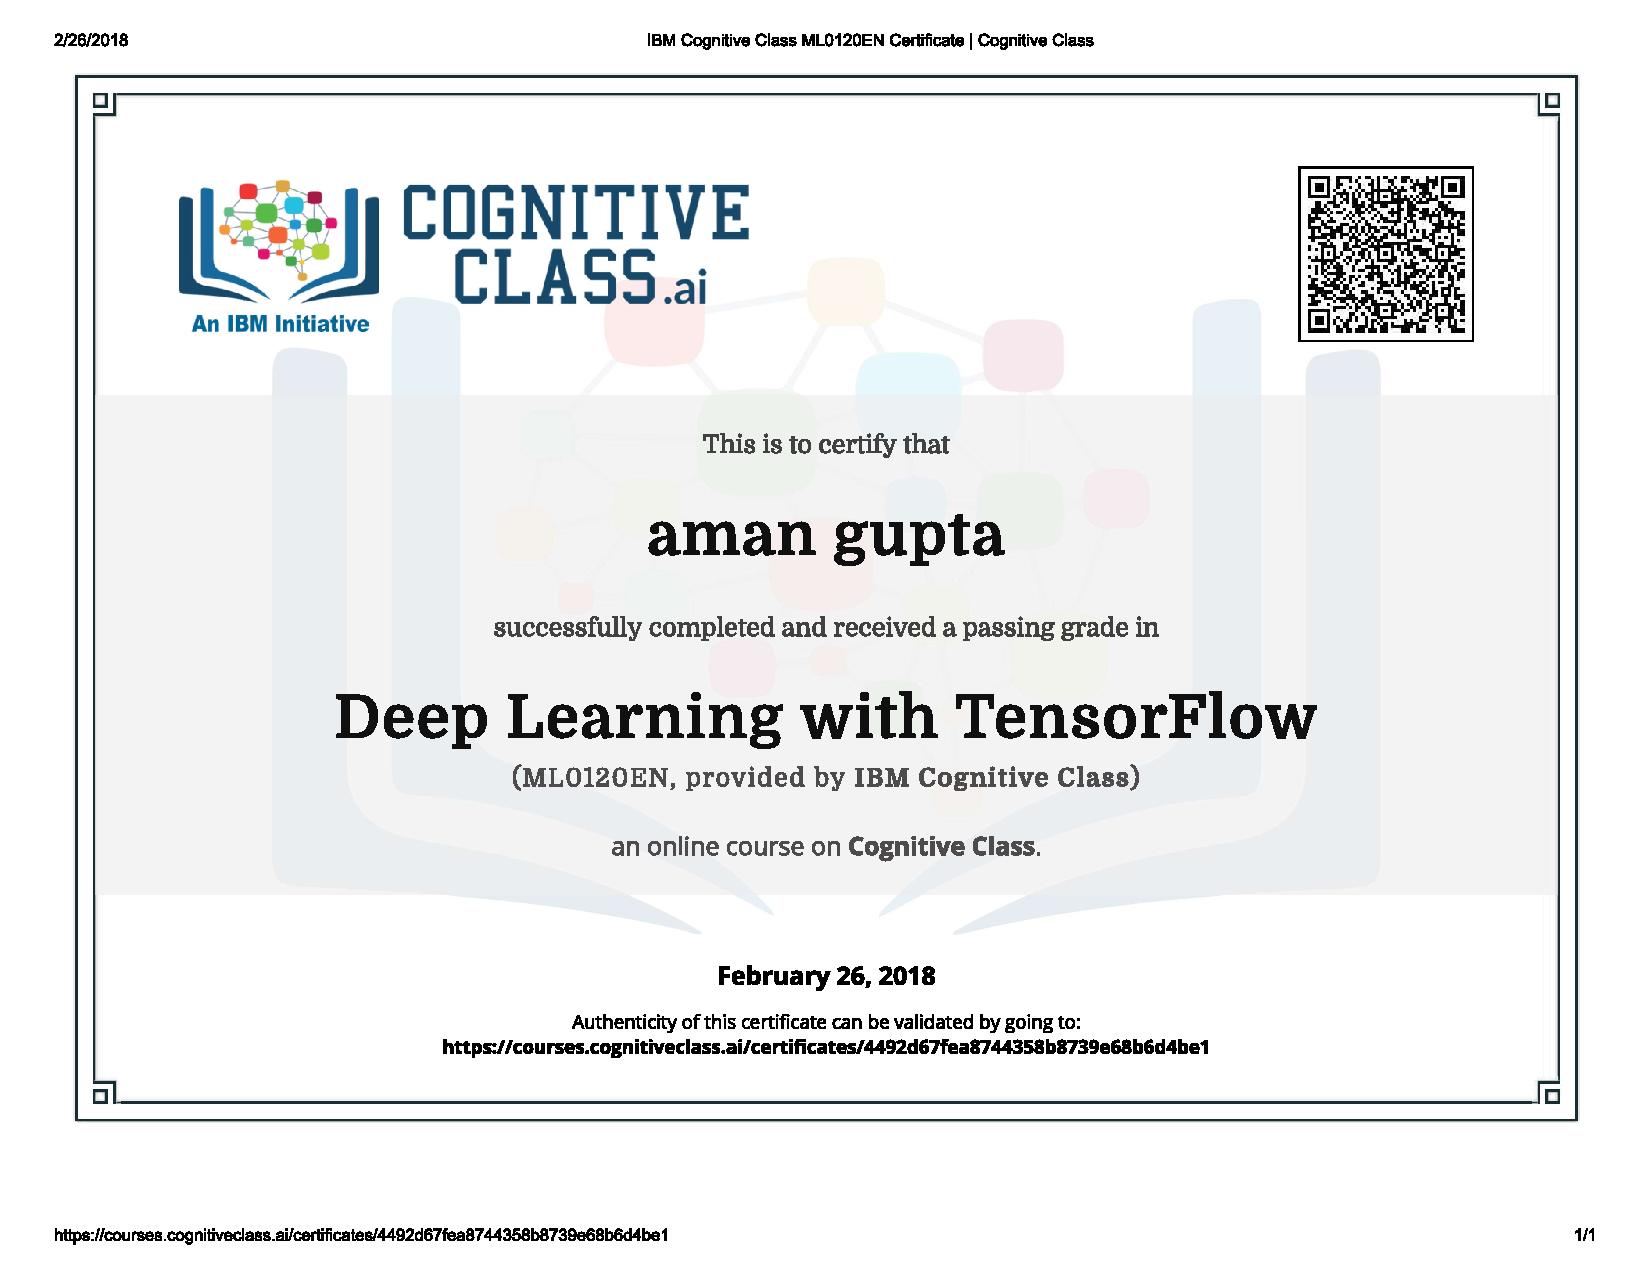 2/26/2018
IBM Cognitive Class ML0120EN Certificate | Cognitive Class
COGNITIVE
CLASS.ai
An IBM Initiative
This is to certify that
aman gupta
successfully completed and received a passing grade in
Deep Learning with TensorFlow
(ML0120EN, provided by IBM Cognitive Class)
an online course on Cognitive Class.
February 26, 2018
Authenticity of this certificate can be validated by going to:
https://courses.cognitiveclass.ai/certificates/4492d67fea8744358b8739e68b6d4be1
https://courses.cognitiveclass.ai/certificates/4492d67fea8744358b8739e68b6d4be1
1/1